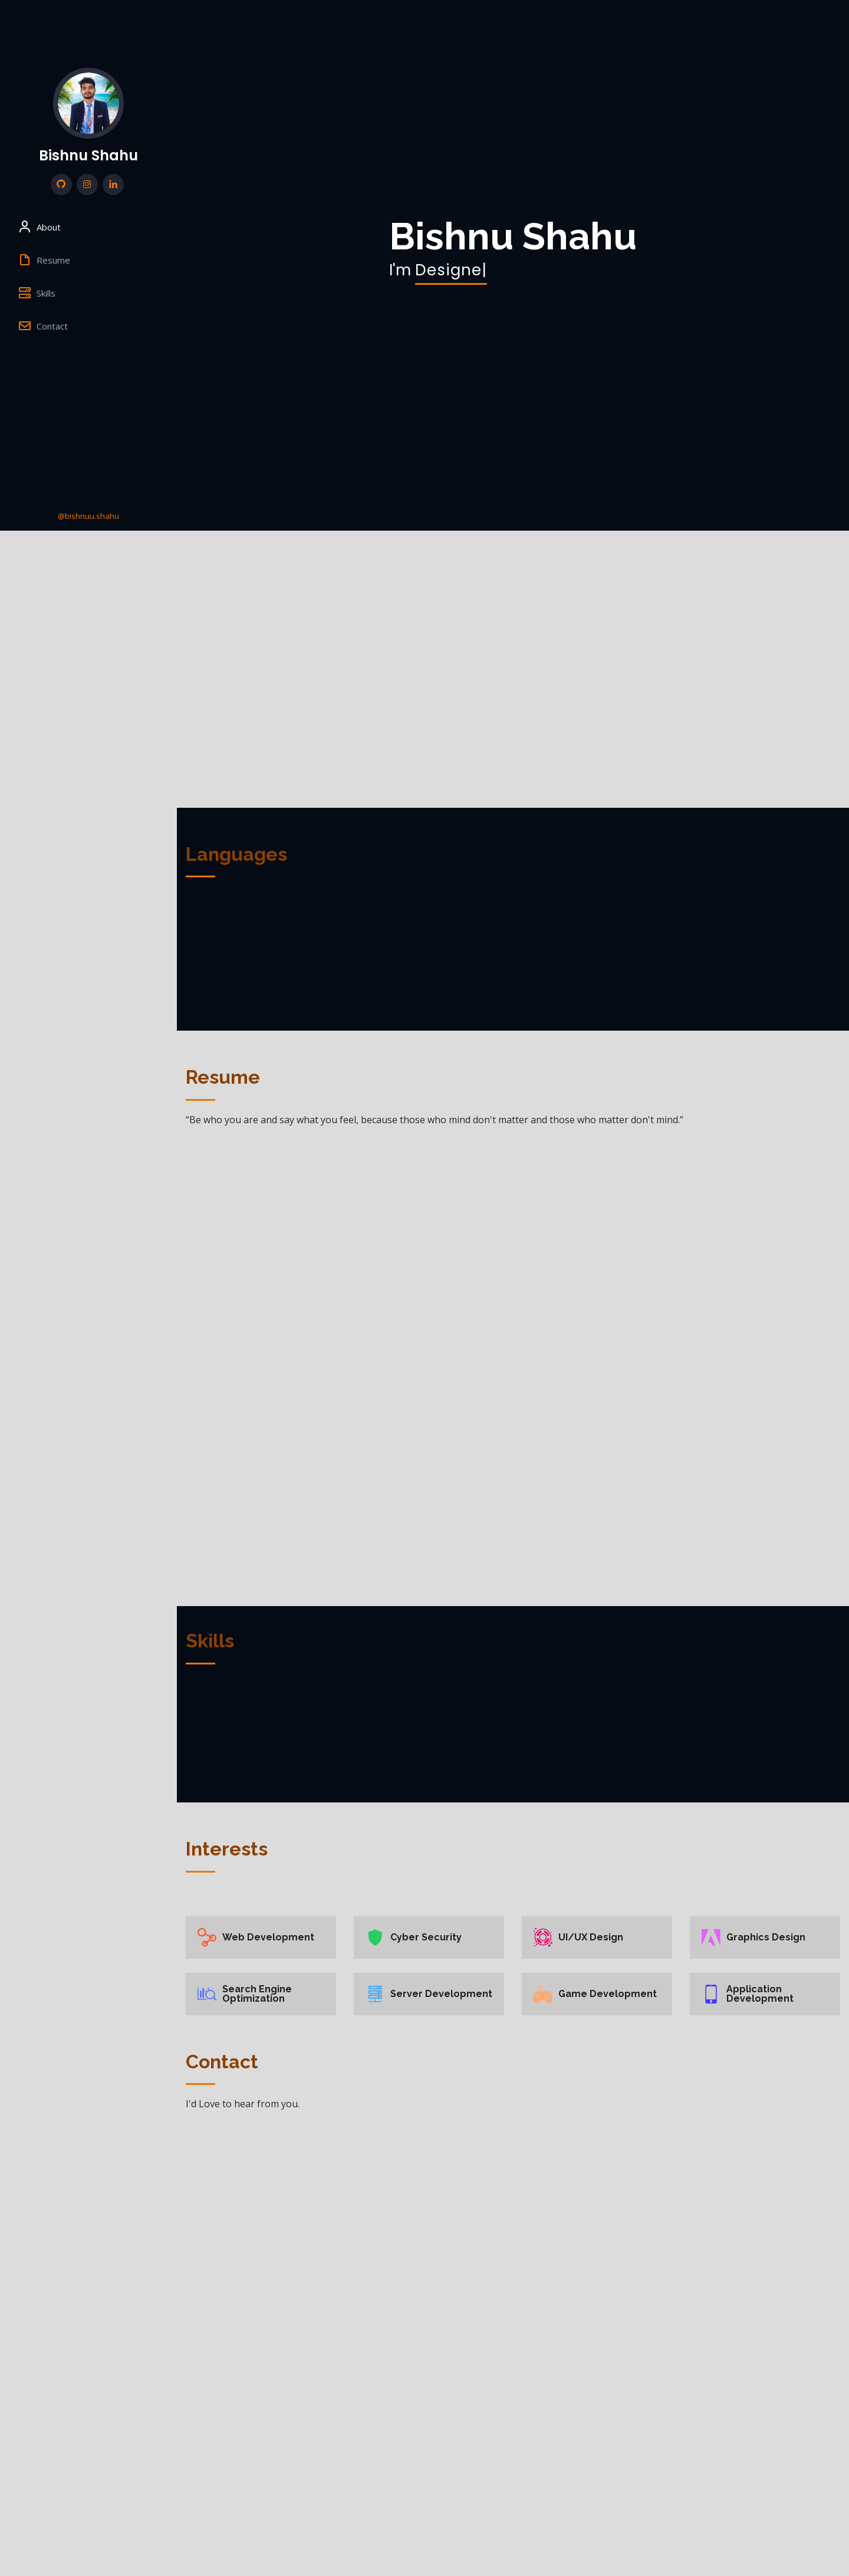 Bishnu Shahu
About
Resume
Skills
Contact
@bishnuu.shahu
Bishnu Shahu
I'm Designe|
Languages
Resume
“Be who you are and say what you feel, because those who mind don't matter and those who matter don't mind.”
Skills
Interests
Web Development
Cyber Security
UI/UX Design
Graphics Design
Search Engine
Optimization
Server Development
Game Development
Application
Development
Contact
I'd Love to hear from you.